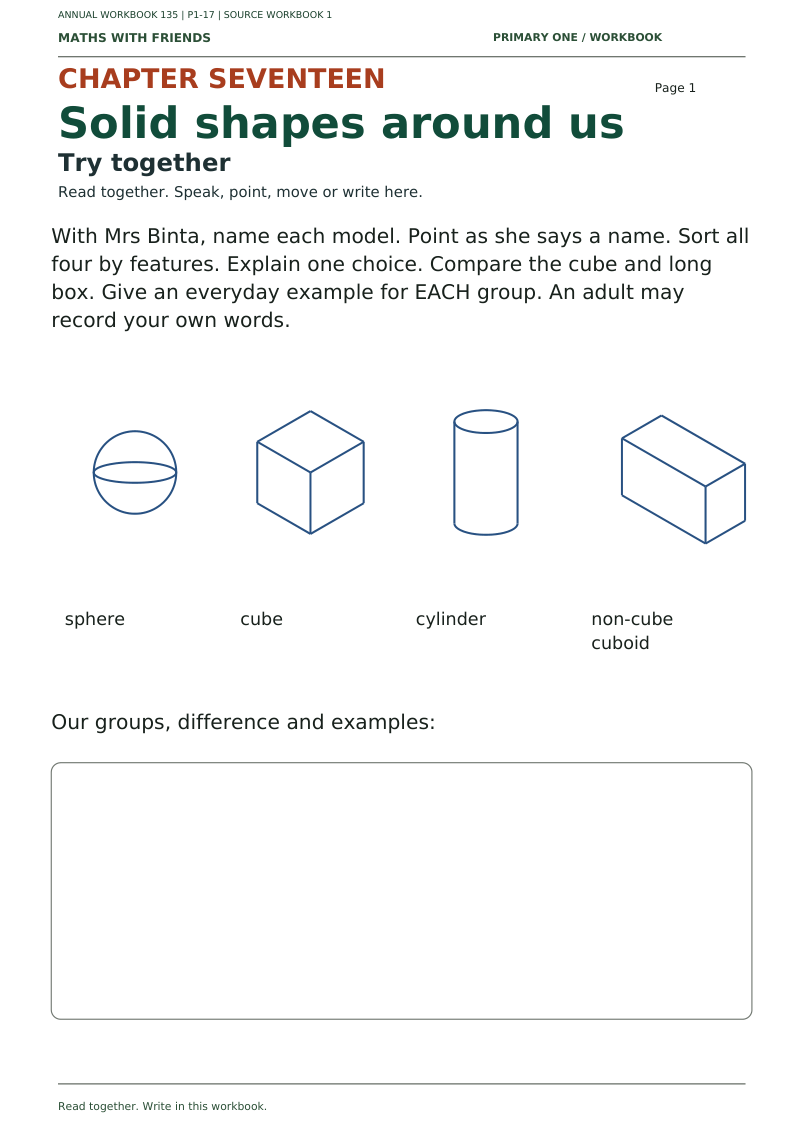 ANNUAL WORKBOOK 135 | P1-17 | SOURCE WORKBOOK 1
MATHS WITH FRIENDS
PRIMARY ONE / WORKBOOK
CHAPTER SEVENTEEN
Page 1
Solid shapes around us
Try together
Read together. Speak, point, move or write here.
With Mrs Binta, name each model. Point as she says a name. Sort all
four by features. Explain one choice. Compare the cube and long
box. Give an everyday example for EACH group. An adult may
record your own words.
sphere
cube
cylinder
non-cube
cuboid
Our groups, difference and examples:
Read together. Write in this workbook.